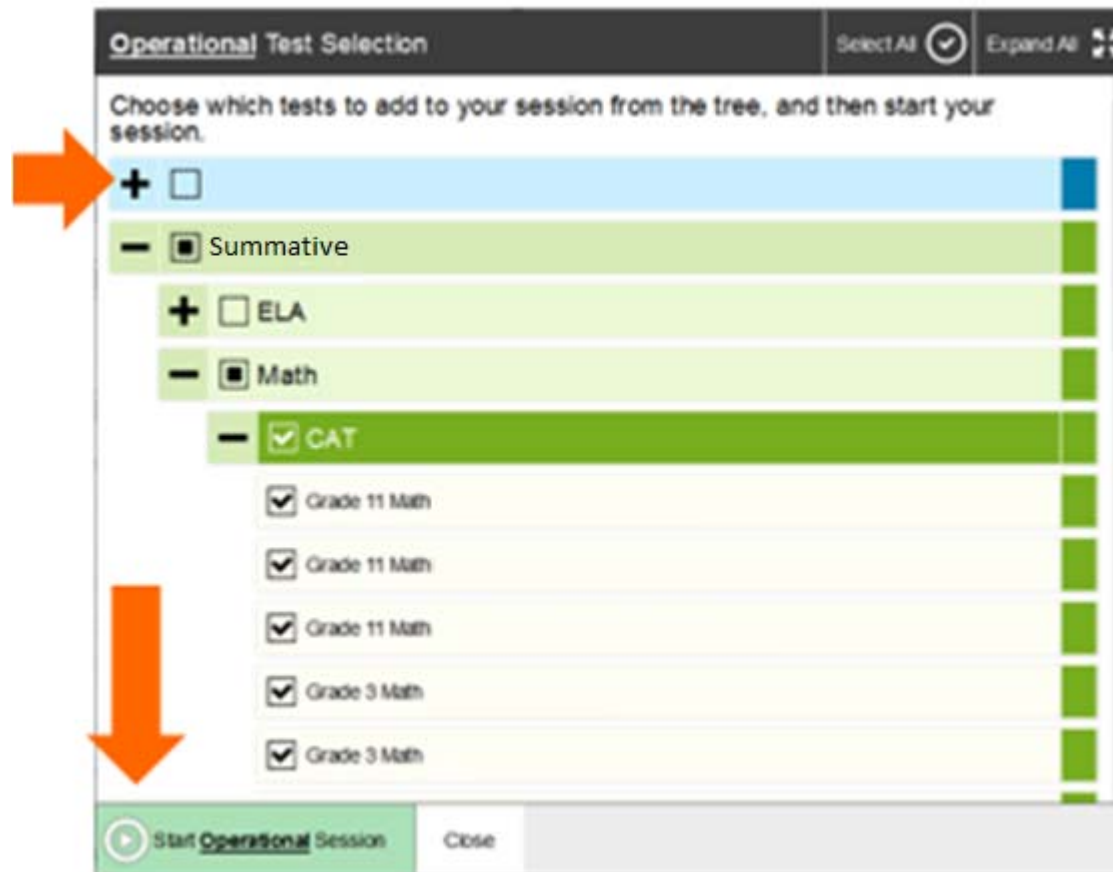 Operational Test Selection
Select All
Expand All
Choose which tests to add to your session from the tree, and then start your
session.
Summative
ELA
Math
CAT
Grade 11 Math
Grade 11 Math
Grade 11 Math
Grade 3 Math
Grade 3 Math
Start Operational Session
Close